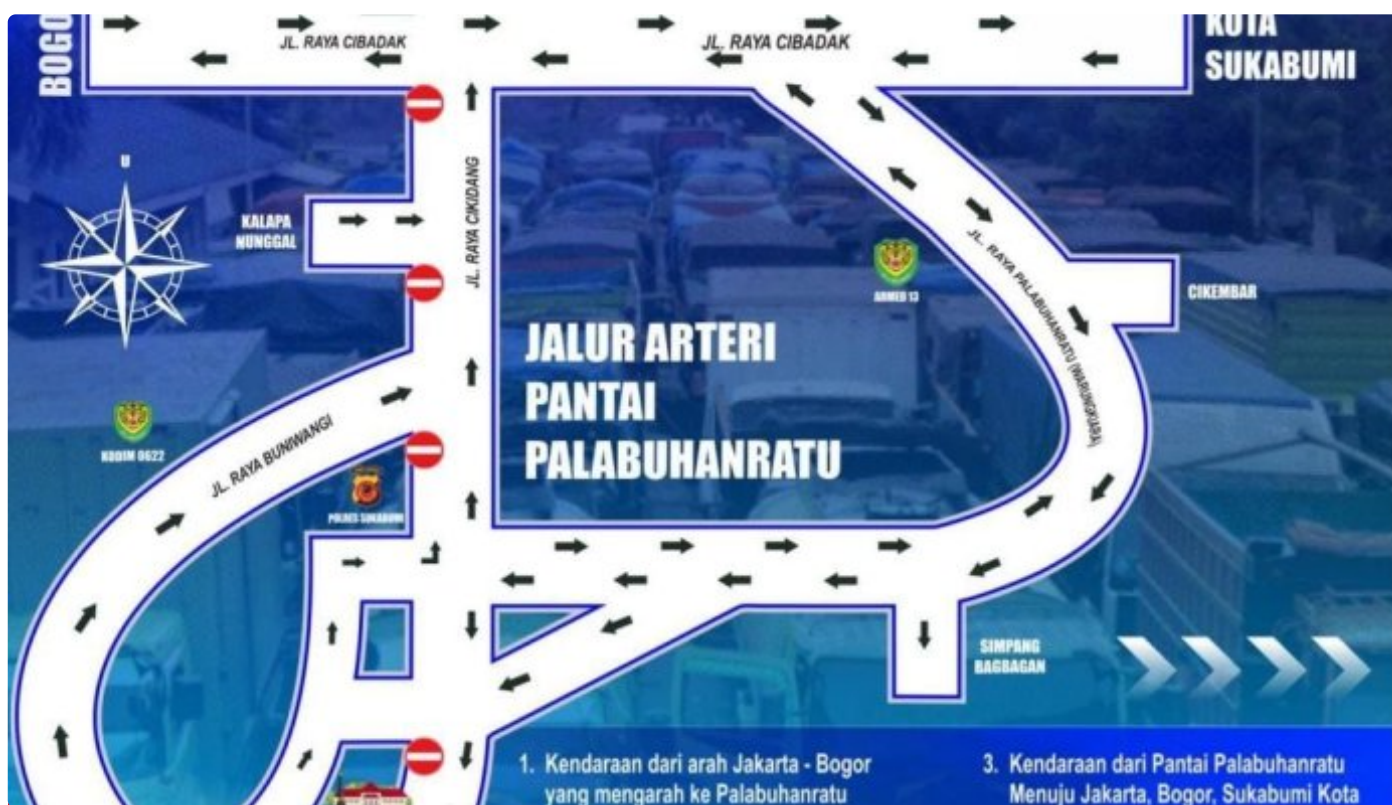 BOGO
JL. RAYA CIBADAK
JL. RAYA CIBADAK
KOTA
SUKABUMI
U
KALAPA
NUNGGAL
JL. RAYA CIKIDANG
ARMED 13
JL. RAYA PALABUHANRATU (WARUNGKIARA)
CIKEMBAR
JALUR ARTERI
PANTAI
PALABUHANRATU
KODIM 0622
JL. RAYA BUNIWANGI
POLRES SUKABUMI
SIMPANG
BAGBAGAN
1. Kendaraan dari arah Jakarta - Bogor
yang mengarah ke Palabuhanratu
3. Kendaraan dari Pantai Palabuhanratu
Menuju Jakarta, Bogor, Sukabumi Kota